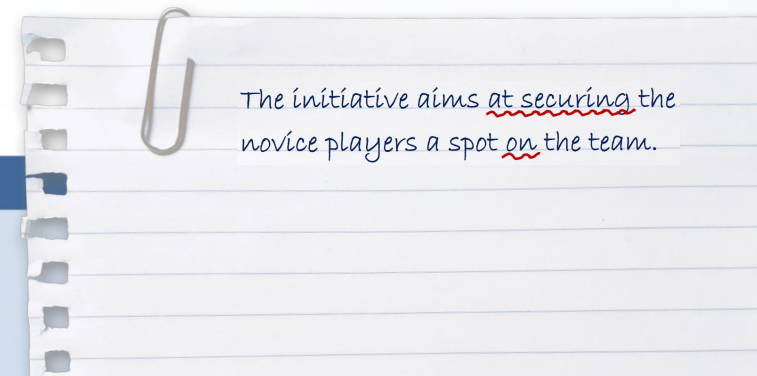 The initiative aims at securing the
novice players a spot on the team.